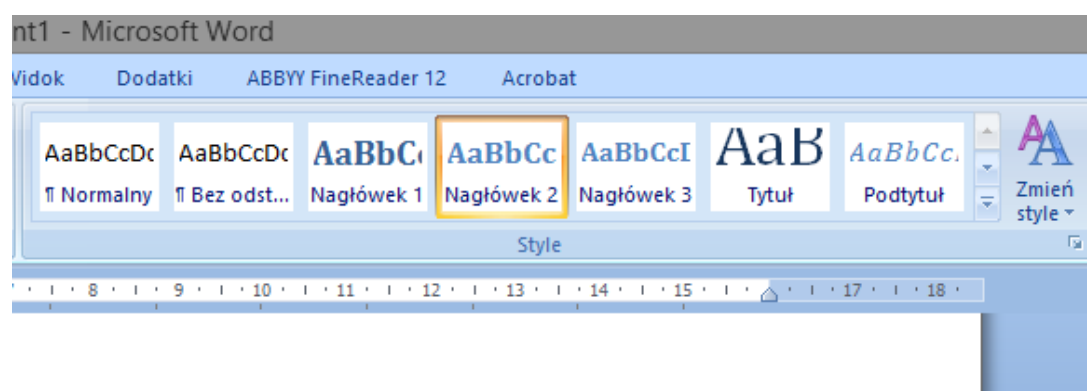 nt1 - Microsoft Word
Widok Dodatki ABBYY FineReader 12 Acrobat
AaBbCcDc AaBbCcDc AaBbC AaBbCc AaBbCcI AaB AaBbCc.
¶ Normalny ¶ Bez odst... Nagłówek 1 Nagłówek 2 Nagłówek 3 Tytuł Podtytuł
Zmień
style
Style
8 9 10 11 12 13 14 15 17 18